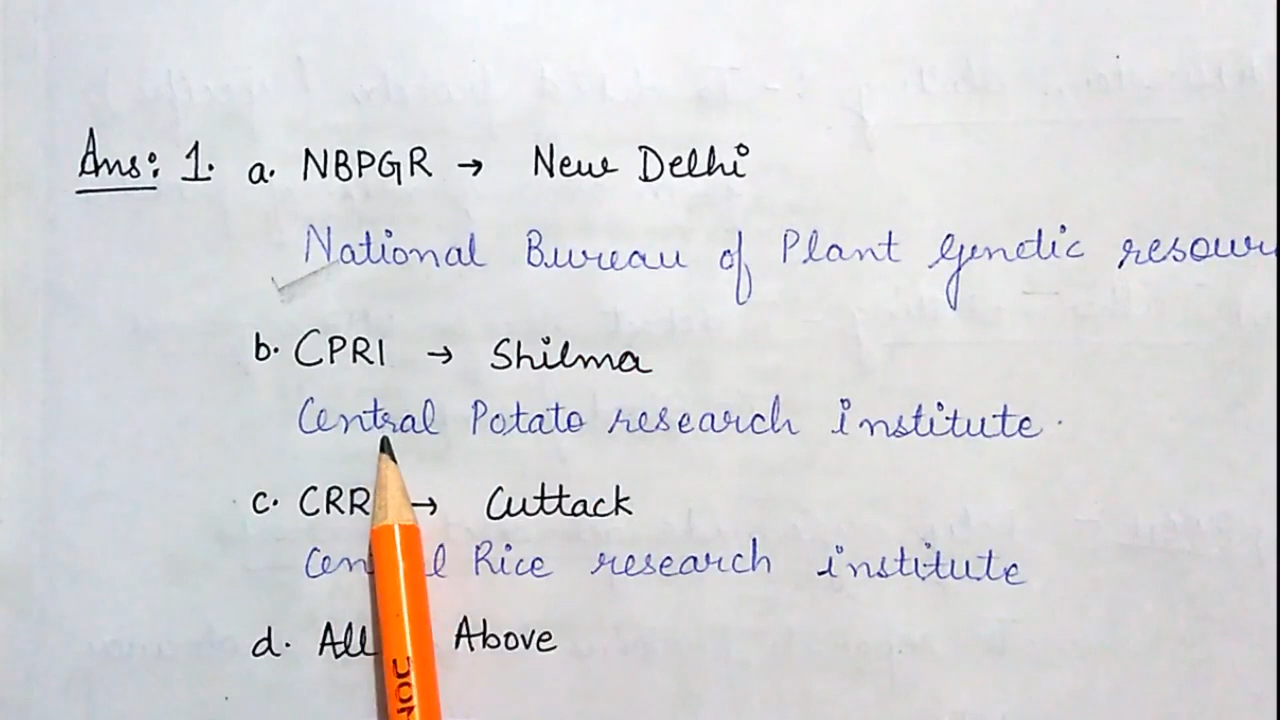 Ans: 1. a. NBPGR → New Delhi
National Bureau of Plant genetic resour
b. CPRI → Shilma
Central Potato research institute.
c. CRR → Cuttack
Cen l Rice research institute
d. All Above